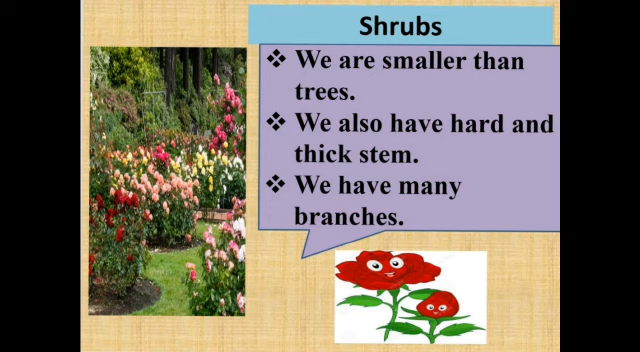 Shrubs
❖ We are smaller than
trees.
❖ We also have hard and
thick stem.
❖ We have many
branches.